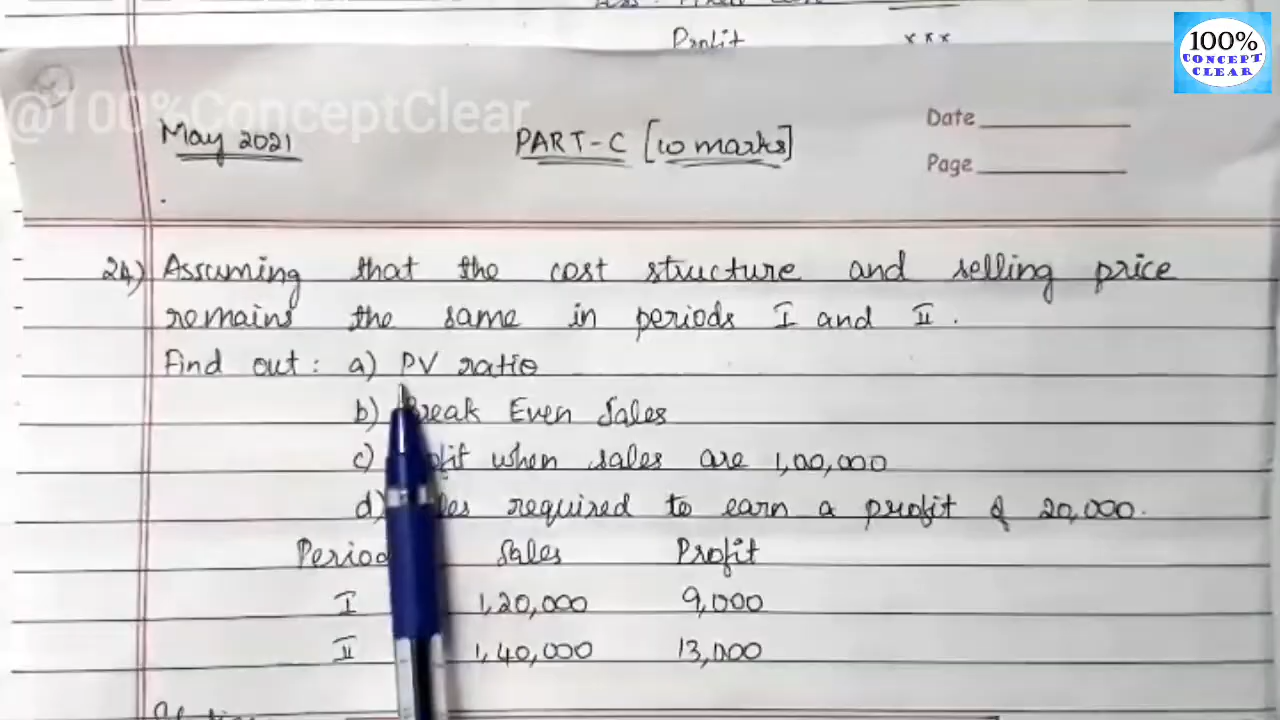 Profit xxx
100%
CONCEPT
CLEAR
@100%ConceptClear
May 2021 PART-C [10 marks]
Date
Page
24) Assuming that the cost structure and selling price
remains the same in periods I and II.
Find out: a) PV ratio
b) Break Even Sales
c) Profit when sales are 1,00,000
d) Sales required to earn a profit of 20,000.
Period Sales Profit
I 1,20,000 9,000
II 1,40,000 13,000